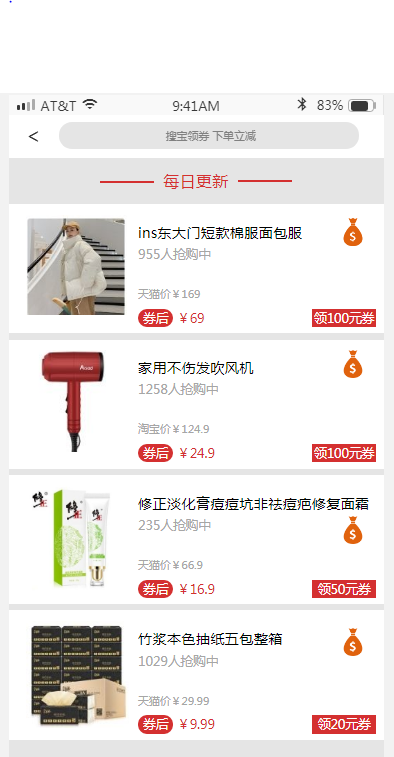 AT&T 9:41AM 83%
< 搜宝领券 下单立减
每日更新
ins东大门短款棉服面包服
955人抢购中
天猫价￥169
券后 ￥69 领100元券
家用不伤发吹风机
1258人抢购中
淘宝价￥124.9
券后 ￥24.9 领100元券
修正淡化膏痘痘坑非祛痘疤修复面霜
235人抢购中
天猫价￥66.9
券后 ￥16.9 领50元券
竹浆本色抽纸五包整箱
1029人抢购中
天猫价￥29.99
券后 ￥9.99 领20元券